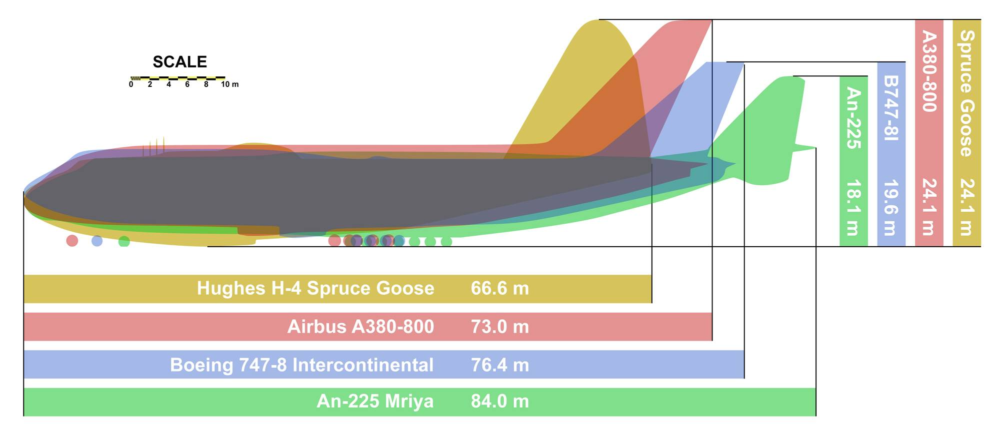 SCALE
0 2 4 6 8 10 m
An-225 18.1 m
B747-8I 19.6 m
A380-800 24.1 m
Spruce Goose 24.1 m
Hughes H-4 Spruce Goose 66.6 m
Airbus A380-800 73.0 m
Boeing 747-8 Intercontinental 76.4 m
An-225 Mriya 84.0 m